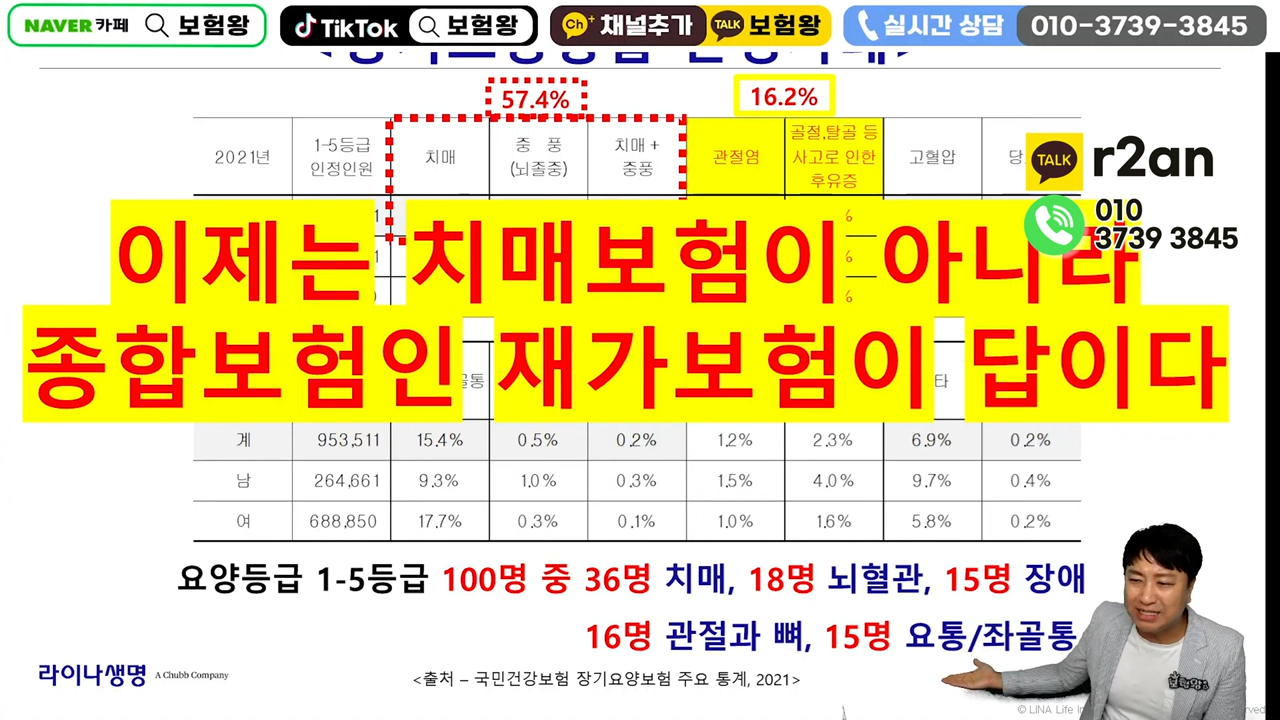 NAVER 카페 보험왕 TikTok 보험왕 Ch+ 채널추가 TALK 보험왕 실시간 상담 010-3739-3845
57.4% 16.2%
2021년 1-5등급 인정인원 치매 중 풍 (뇌졸중) 치매 + 중풍 관절염 골절,탈골 등 사고로 인한 후유증 고혈압
TALK r2an
010
3739 3845
이제는 치매보험이 아니라
종합보험인 재가보험이 답이다
계 953,511 15.4% 0.5% 0.2% 1.2% 2.3% 6.9% 0.2%
남 264,661 9.3% 1.0% 0.3% 1.5% 4.0% 9.7% 0.4%
여 688,850 17.7% 0.3% 0.1% 1.0% 1.6% 5.8% 0.2%
요양등급 1-5등급 100명 중 36명 치매, 18명 뇌혈관, 15명 장애
16명 관절과 뼈, 15명 요통/좌골통
라이나생명 A Chubb Company
<출처 – 국민건강보험 장기요양보험 주요 통계, 2021>
보험왕
© LINA Life